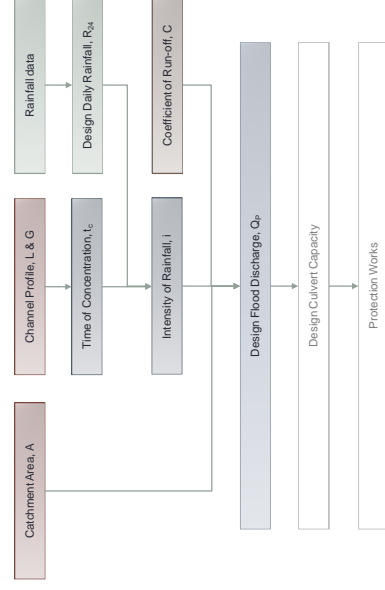 Catchment Area, A
Channel Profile, L & G
Rainfall data
Time of Concentration, tc
Design Daily Rainfall, R24
Intensity of Rainfall, i
Coefficient of Run-off, C
Design Flood Discharge, QP
Design Culvert Capacity
Protection Works